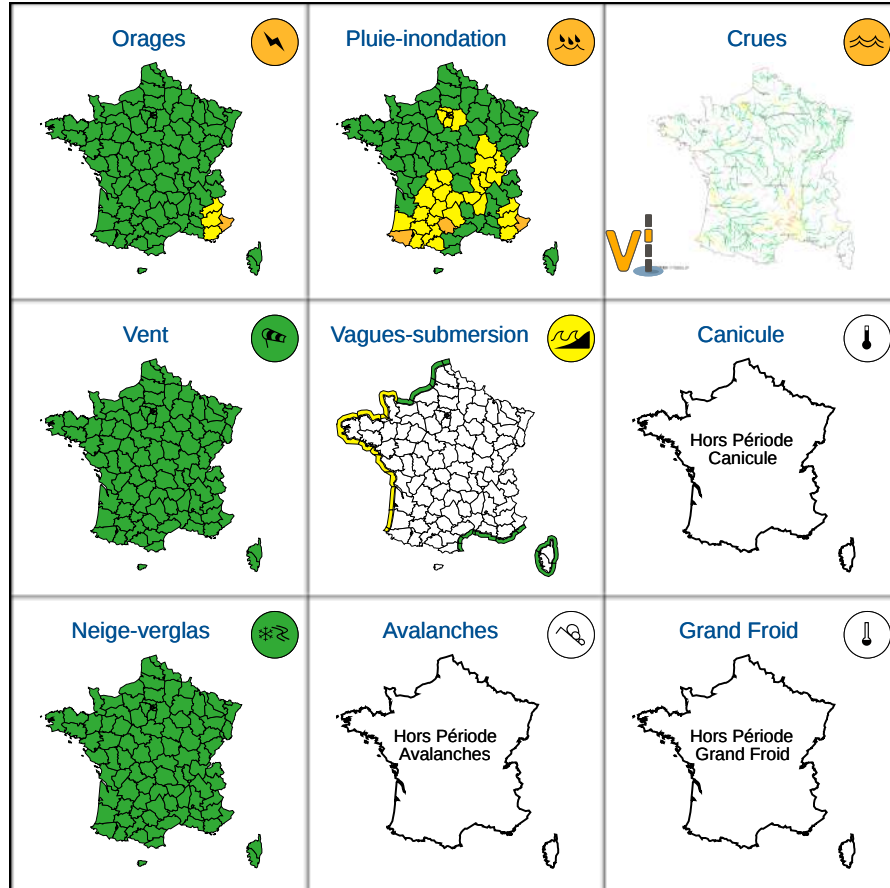 Orages
Pluie-inondation
Crues
Vi
Vent
Vagues-submersion
Canicule
Hors Période
Canicule
Neige-verglas
Avalanches
Grand Froid
Hors Période
Avalanches
Hors Période
Grand Froid